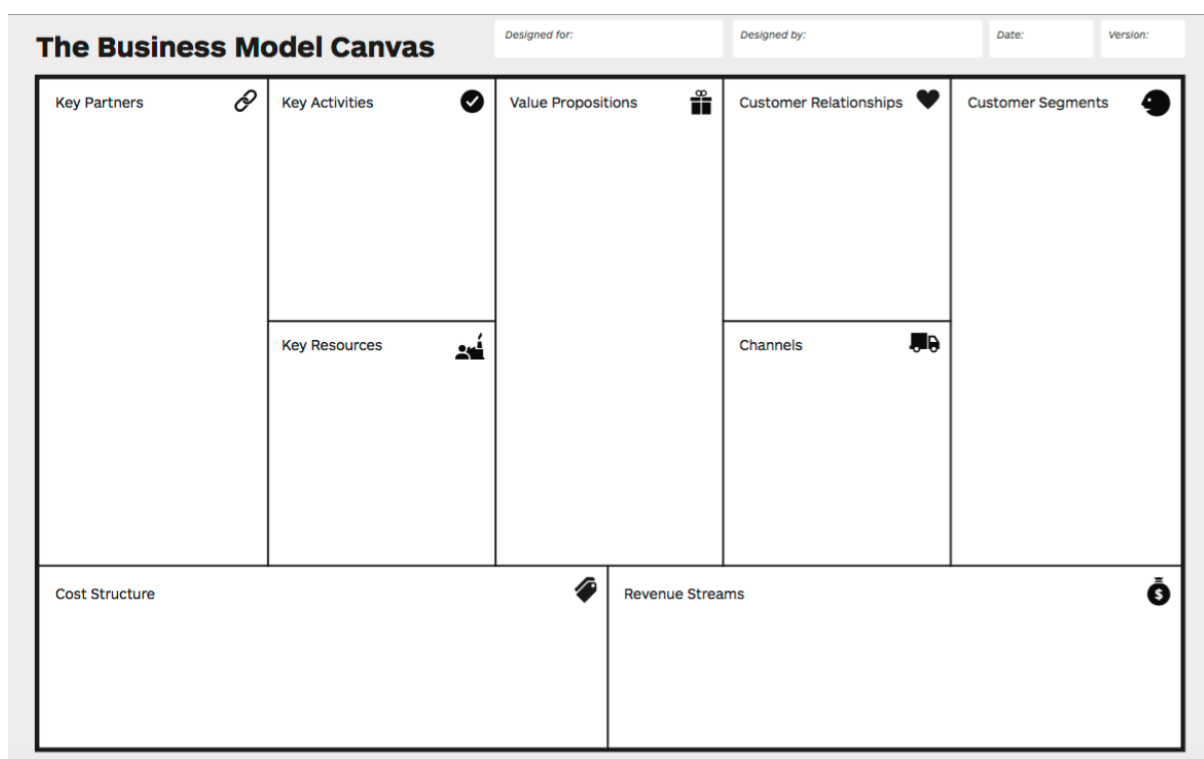 The Business Model Canvas
Designed for:
Designed by:
Date:
Version:
Key Partners
Key Activities
Value Propositions
Customer Relationships
Customer Segments
Key Resources
Channels
Cost Structure
Revenue Streams
$